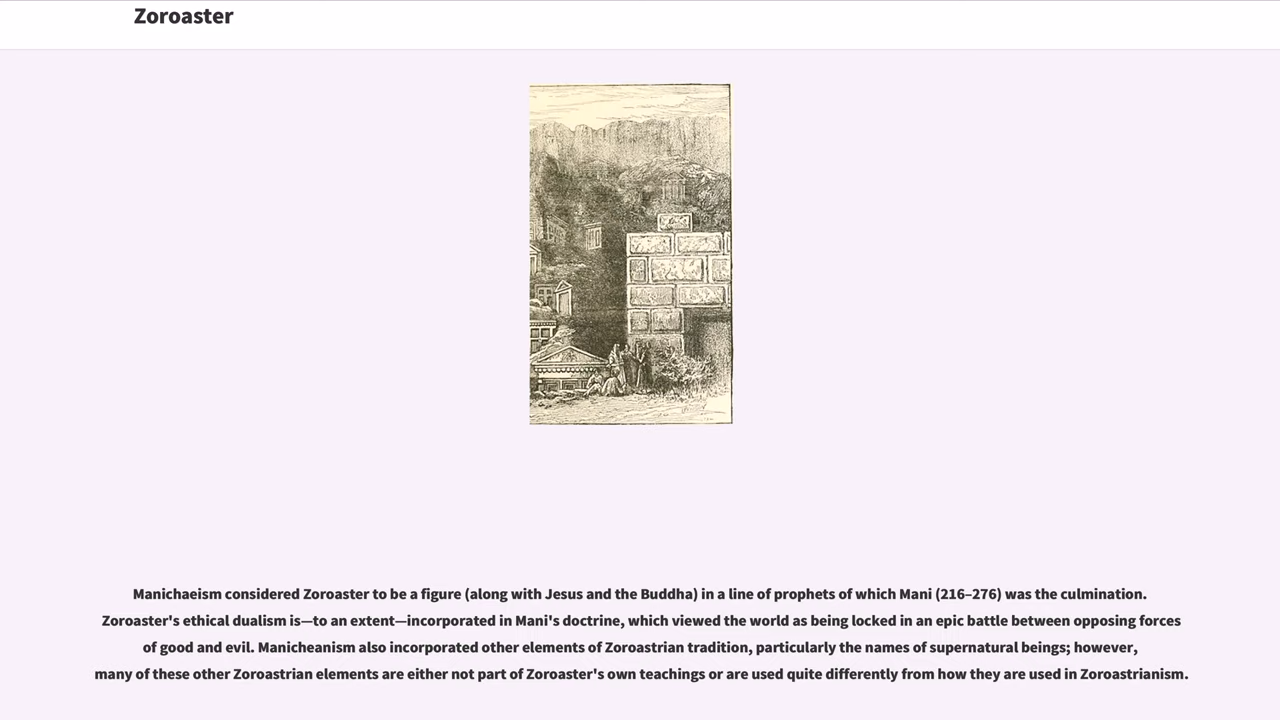 Zoroaster
Manichaeism considered Zoroaster to be a figure (along with Jesus and the Buddha) in a line of prophets of which Mani (216–276) was the culmination.
Zoroaster's ethical dualism is—to an extent—incorporated in Mani's doctrine, which viewed the world as being locked in an epic battle between opposing forces
of good and evil. Manicheanism also incorporated other elements of Zoroastrian tradition, particularly the names of supernatural beings; however,
many of these other Zoroastrian elements are either not part of Zoroaster's own teachings or are used quite differently from how they are used in Zoroastrianism.